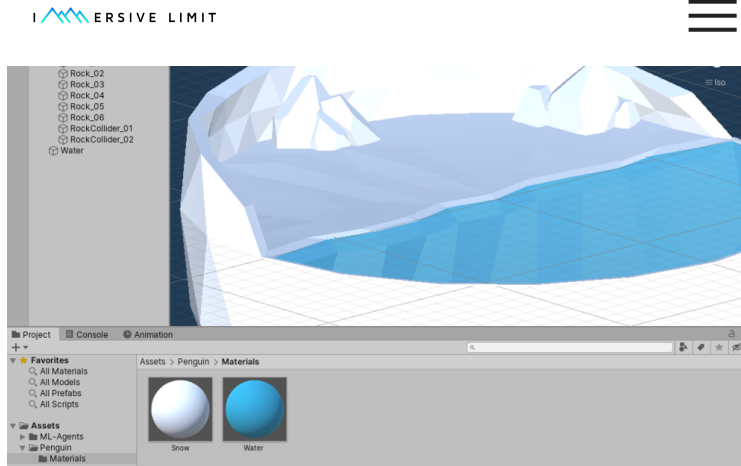 IMMERSIVE LIMIT
Rock_02
Rock_03
Rock_04
Rock_05
Rock_06
RockCollider_01
RockCollider_02
Water
Iso
Project
Console
Animation
Favorites
All Materials
All Models
All Prefabs
All Scripts
Assets
ML-Agents
Penguin
Materials
Assets > Penguin > Materials
Snow
Water